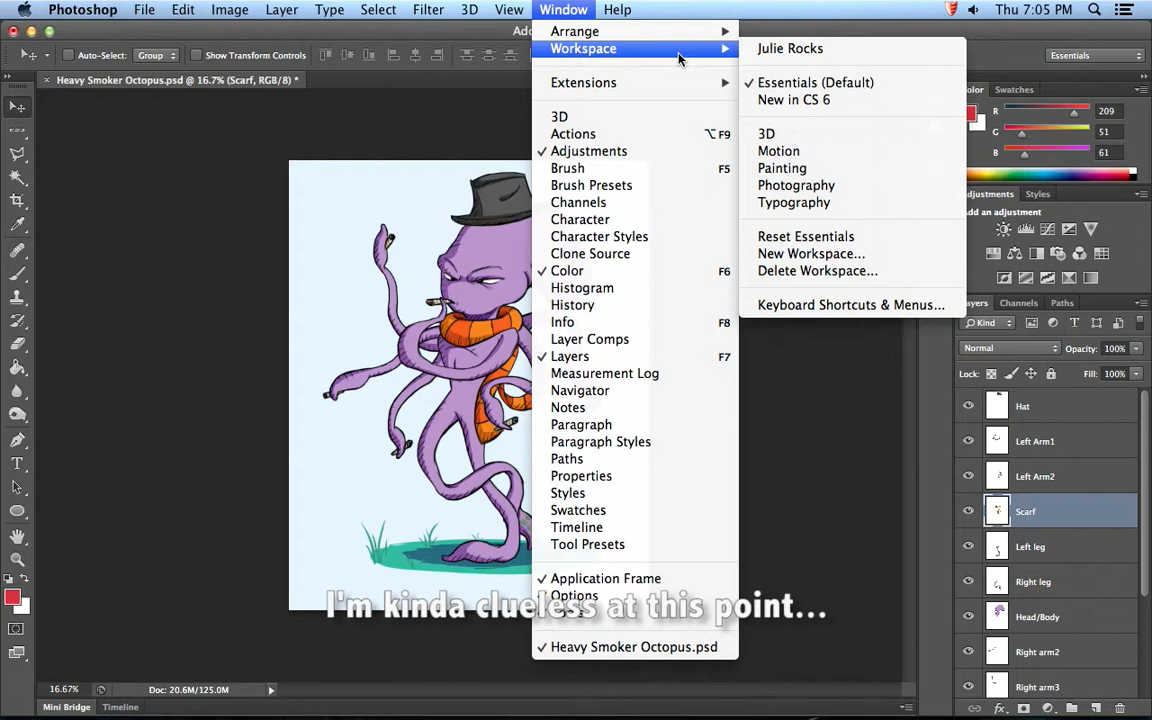 Photoshop File Edit Image Layer Type Select Filter 3D View Window Help Thu 7:05 PM
Auto-Select: Group Show Transform Controls Essentials
Heavy Smoker Octopus.psd @ 16.7% (Scarf, RGB/8) *
Arrange
Workspace
Extensions
3D
Actions ⌥F9
✓ Adjustments
Brush F5
Brush Presets
Channels
Character
Character Styles
Clone Source
✓ Color F6
Histogram
History
Info F8
Layer Comps
✓ Layers F7
Measurement Log
Navigator
Notes
Paragraph
Paragraph Styles
Paths
Properties
Styles
Swatches
Timeline
Tool Presets
✓ Application Frame
✓ Options
✓ Heavy Smoker Octopus.psd
Julie Rocks
✓ Essentials (Default)
New in CS 6
3D
Motion
Painting
Photography
Typography
Reset Essentials
New Workspace...
Delete Workspace...
Keyboard Shortcuts & Menus...
Swatches
R 209
G 51
B 61
Styles
Add an adjustment
Channels Paths
Kind
Normal Opacity: 100%
Lock: Fill: 100%
Hat
Left Arm1
Left Arm2
Scarf
Left leg
Right leg
Head/Body
Right arm2
Right arm3
I'm kinda clueless at this point...
16.67% Doc: 20.6M/125.0M
Mini Bridge Timeline